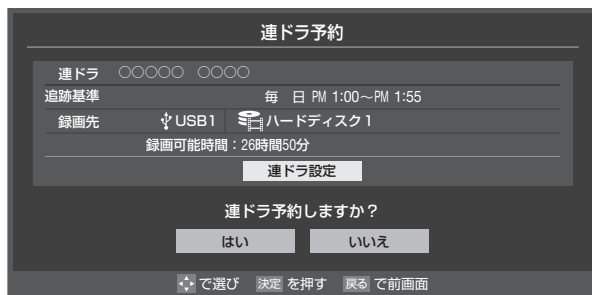 連ドラ予約
連ドラ ○○○○○ ○○○○
追跡基準 毎 日 PM 1:00～PM 1:55
録画先 USB1 ハードディスク1
録画可能時間：26時間50分
連ドラ設定
連ドラ予約しますか？
はい いいえ
で選び 決定 を押す 戻る で前画面